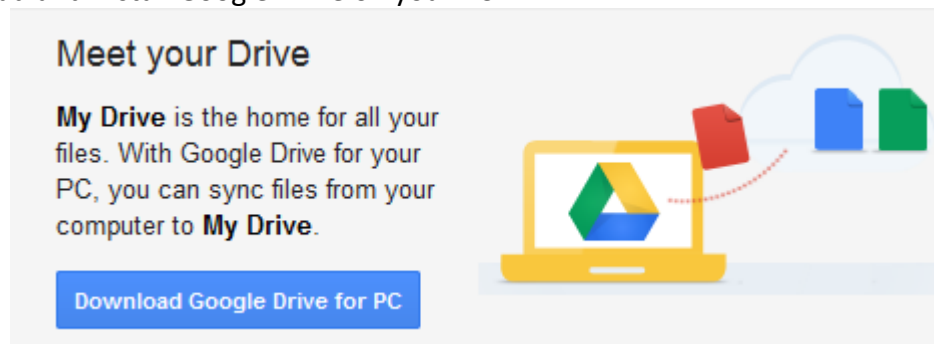 Meet your Drive
My Drive is the home for all your
files. With Google Drive for your
PC, you can sync files from your
computer to My Drive.
Download Google Drive for PC